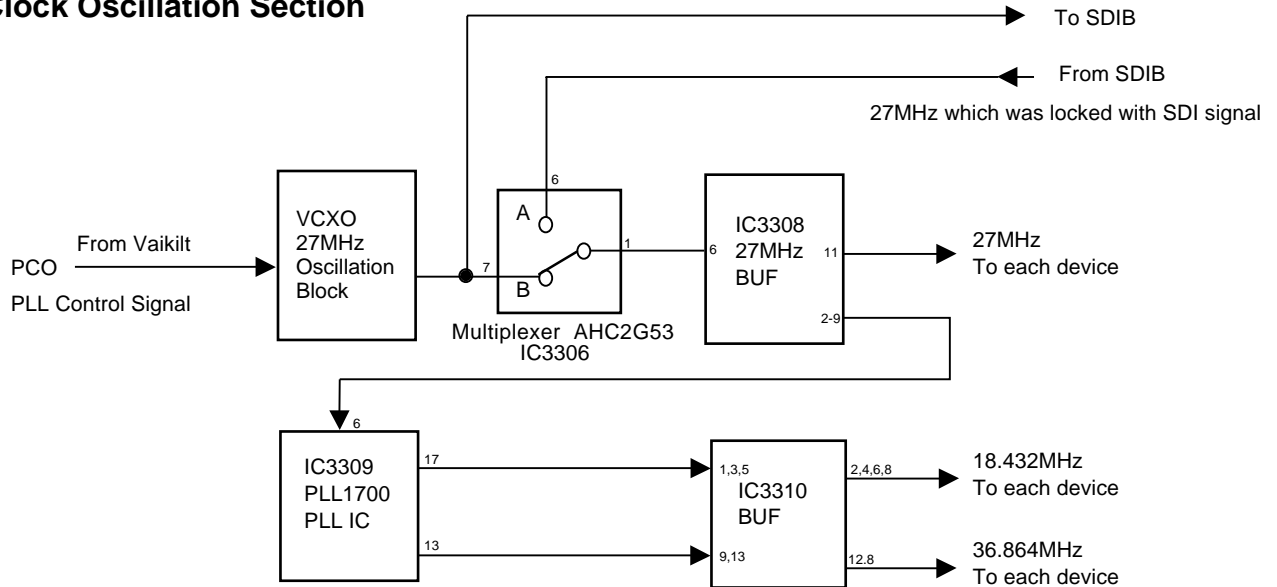 Clock Oscillation Section
To SDIB
From SDIB
27MHz which was locked with SDI signal
6
A
B
7
1
VCXO
27MHz
Oscillation
Block
From Vaikilt
PCO
PLL Control Signal
Multiplexer AHC2G53
IC3306
IC3308
27MHz
BUF
6
11
2-9
27MHz
To each device
6
IC3309
PLL1700
PLL IC
17
13
1,3,5
IC3310
BUF
9,13
2,4,6,8
12.8
18.432MHz
To each device
36.864MHz
To each device